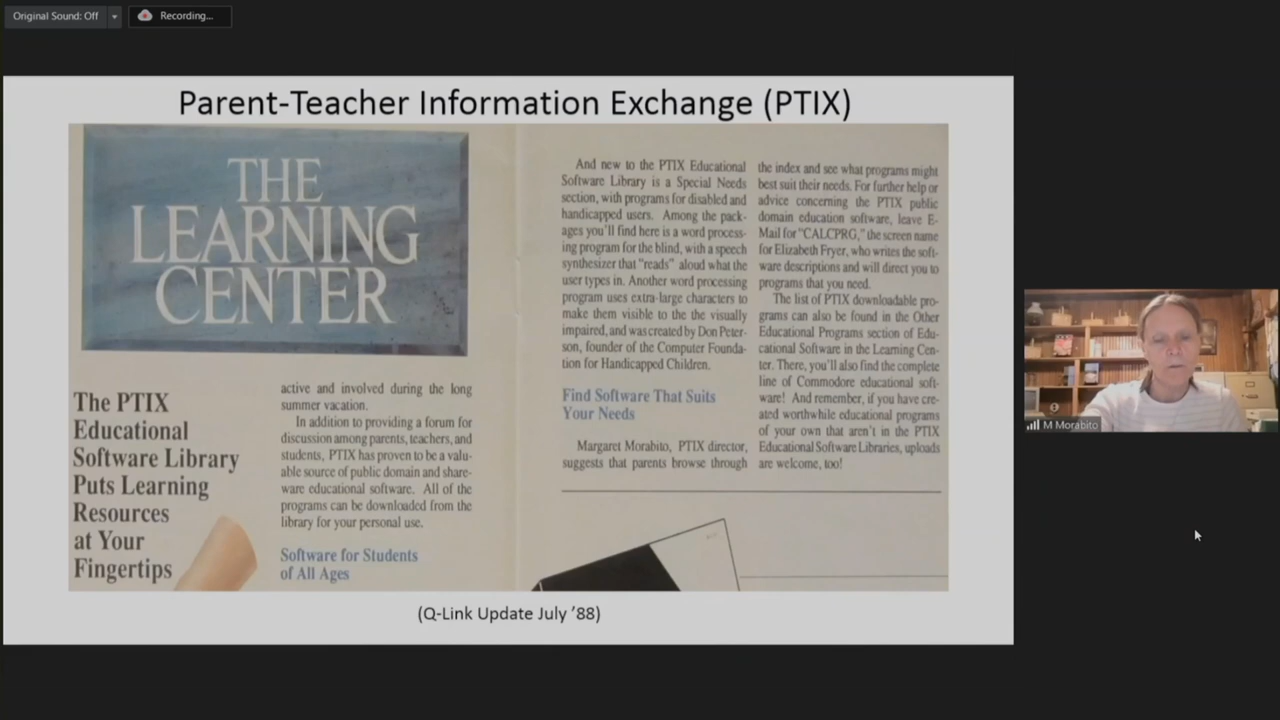 Original Sound: Off
Recording...
Parent-Teacher Information Exchange (PTIX)
THE
LEARNING
CENTER
The PTIX
Educational
Software Library
Puts Learning
Resources
at Your
Fingertips
active and involved during the long
summer vacation.
In addition to providing a forum for
discussion among parents, teachers, and
students, PTIX has proven to be a valu-
able source of public domain and share-
ware educational software. All of the
programs can be downloaded from the
library for your personal use.
Software for Students
of All Ages
And new to the PTIX Educational
Software Library is a Special Needs
section, with programs for disabled and
handicapped users. Among the pack-
ages you'll find here is a word process-
ing program for the blind, with a speech
synthesizer that "reads" aloud what the
user types in. Another word processing
program uses extra-large characters to
make them visible to the the visually
impaired, and was created by Don Peter-
son, founder of the Computer Founda-
tion for Handicapped Children.
Find Software That Suits
Your Needs
Margaret Morabito, PTIX director,
suggests that parents browse through
the index and see what programs might
best suit their needs. For further help or
advice concerning the PTIX public
domain education software, leave E-
Mail for "CALCPRG," the screen name
for Elizabeth Fryer, who writes the soft-
ware descriptions and will direct you to
programs that you need.
The list of PTIX downloadable pro-
grams can also be found in the Other
Educational Programs section of Edu-
cational Software in the Learning Cen-
ter. There, you'll also find the complete
line of Commodore educational soft-
ware! And remember, if you have cre-
ated worthwhile educational programs
of your own that aren't in the PTIX
Educational Software Libraries, uploads
are welcome, too!
(Q-Link Update July '88)
M Morabito